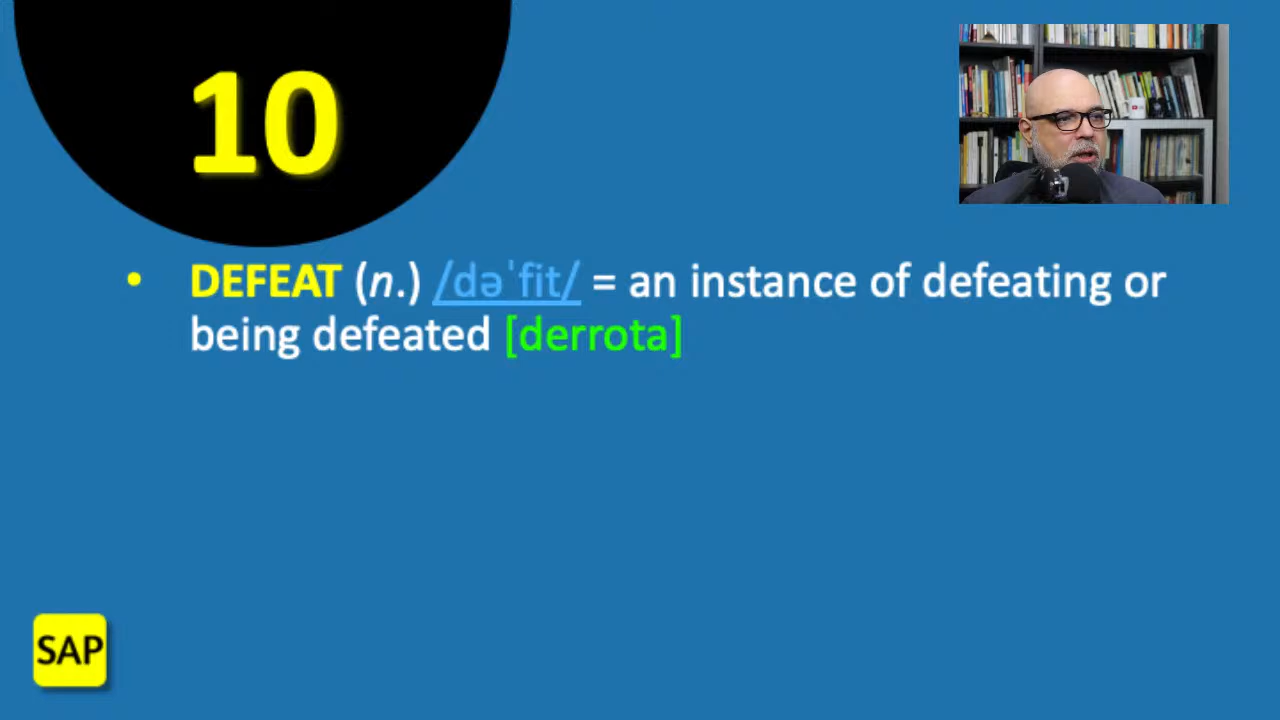 10
• DEFEAT (n.) /dəˈfit/ = an instance of defeating or
being defeated [derrota]
SAP